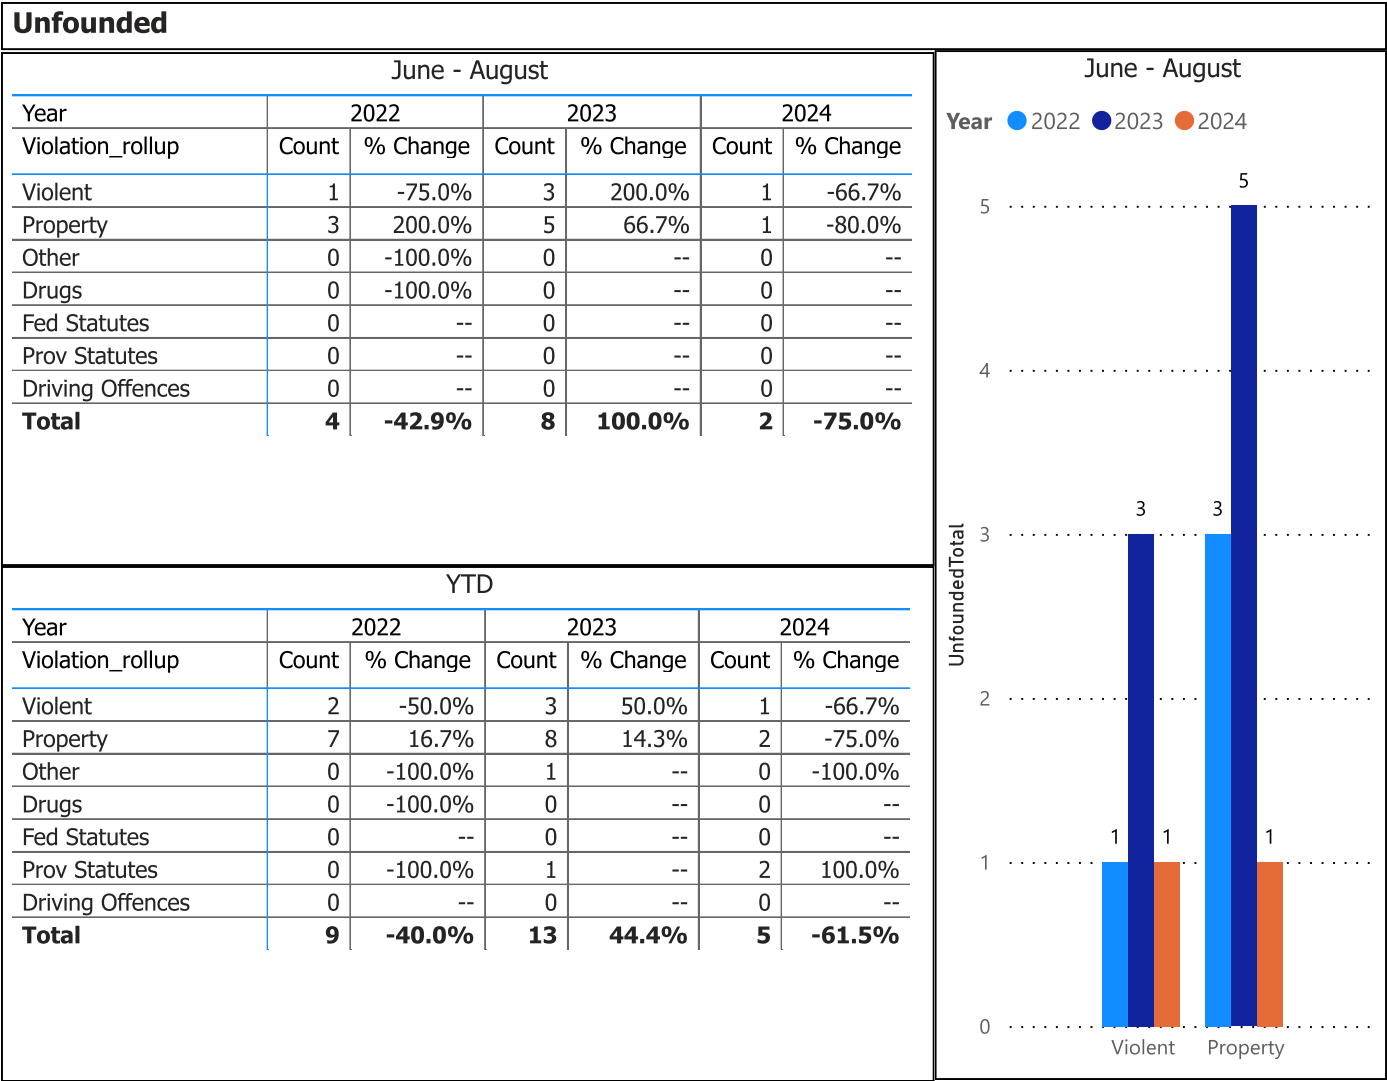 Unfounded
June - August
Year 2022 2023 2024
Violation_rollup Count % Change Count % Change Count % Change
Violent 1 -75.0% 3 200.0% 1 -66.7%
Property 3 200.0% 5 66.7% 1 -80.0%
Other 0 -100.0% 0 -- 0 --
Drugs 0 -100.0% 0 -- 0 --
Fed Statutes 0 -- 0 -- 0 --
Prov Statutes 0 -- 0 -- 0 --
Driving Offences 0 -- 0 -- 0 --
Total 4 -42.9% 8 100.0% 2 -75.0%
YTD
Year 2022 2023 2024
Violation_rollup Count % Change Count % Change Count % Change
Violent 2 -50.0% 3 50.0% 1 -66.7%
Property 7 16.7% 8 14.3% 2 -75.0%
Other 0 -100.0% 1 -- 0 -100.0%
Drugs 0 -100.0% 0 -- 0 --
Fed Statutes 0 -- 0 -- 0 --
Prov Statutes 0 -100.0% 1 -- 2 100.0%
Driving Offences 0 -- 0 -- 0 --
Total 9 -40.0% 13 44.4% 5 -61.5%
June - August
Year 2022 2023 2024
5
5
4
3 3
3
UnfoundedTotal
2
1 1 1
1
0
Violent Property